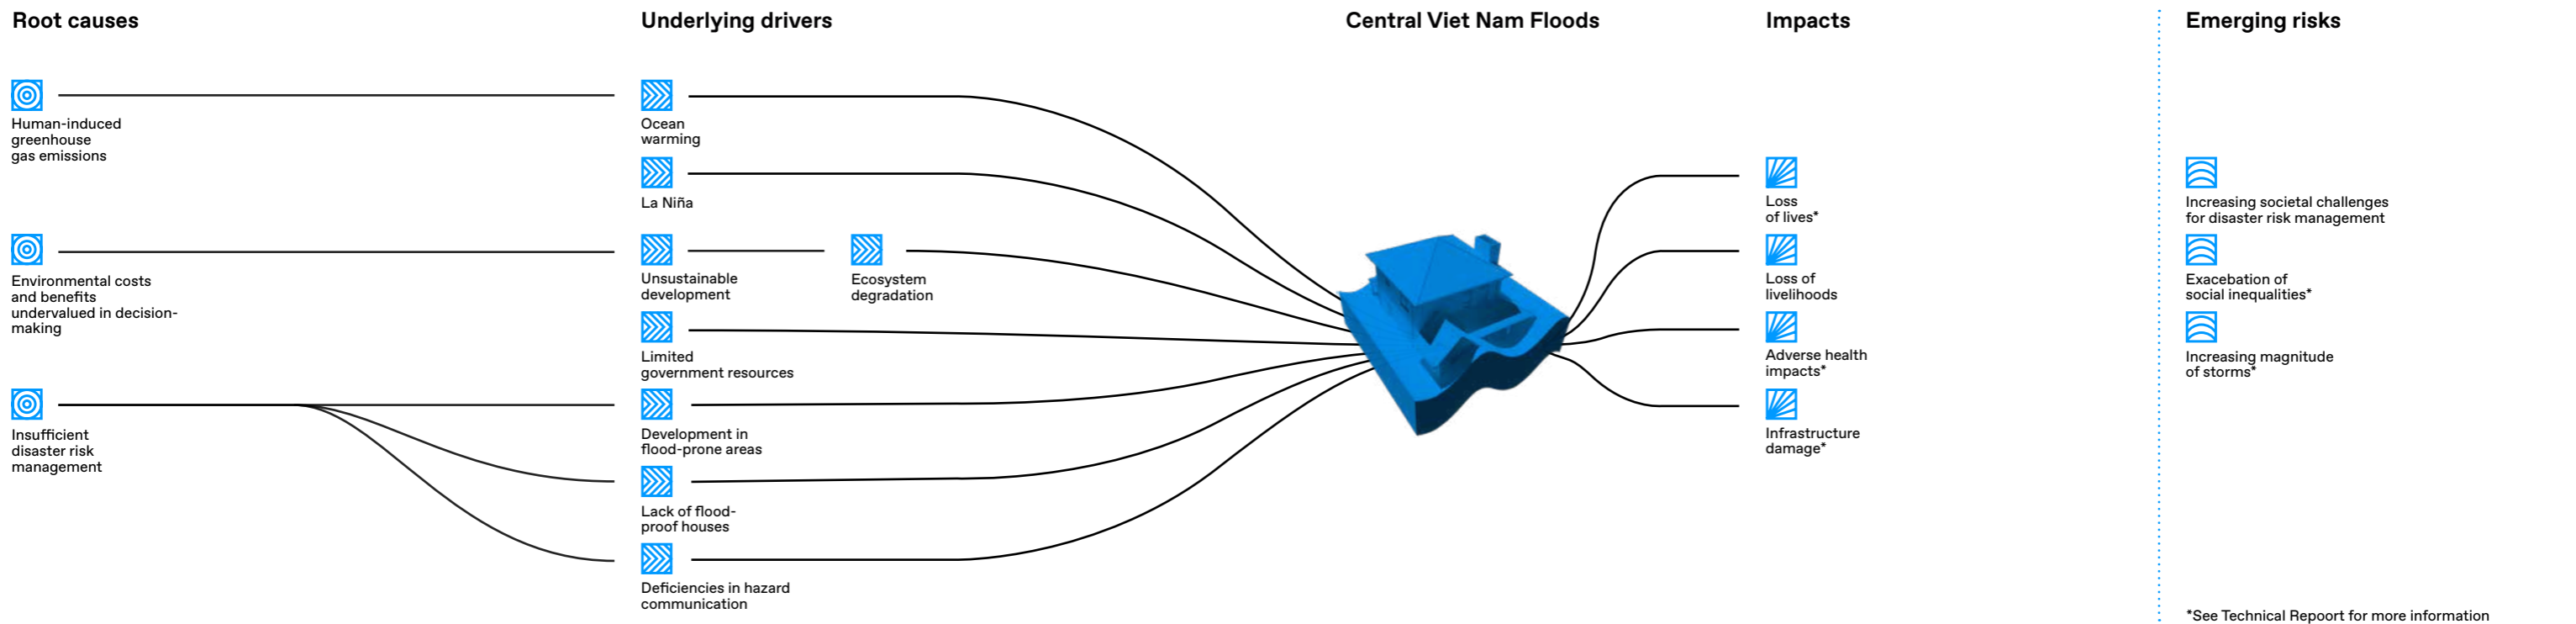 Root causes
Human-induced
greenhouse
gas emissions
Environmental costs
and benefits
undervalued in decision-
making
Insufficient
disaster risk
management
Underlying drivers
Ocean
warming
La Niña
Unsustainable
development
Ecosystem
degradation
Limited
government resources
Development in
flood-prone areas
Lack of flood-
proof houses
Deficiencies in hazard
communication
Central Viet Nam Floods
Impacts
Loss
of lives*
Loss of
livelihoods
Adverse health
impacts*
Infrastructure
damage*
Emerging risks
Increasing societal challenges
for disaster risk management
Exacebation of
social inequalities*
Increasing magnitude
of storms*
*See Technical Repoort for more information